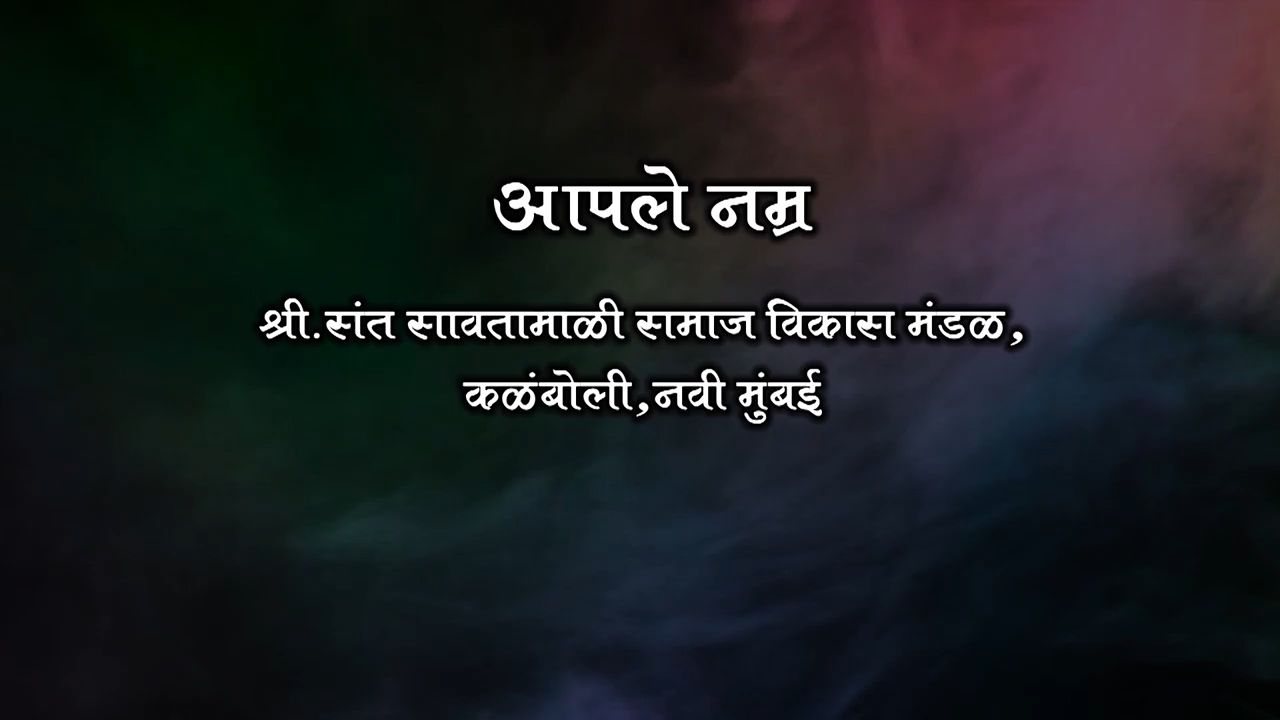 आपले नम्र
श्री.संत सावतामाळी समाज विकास मंडळ,
कळंबोली,नवी मुंबई